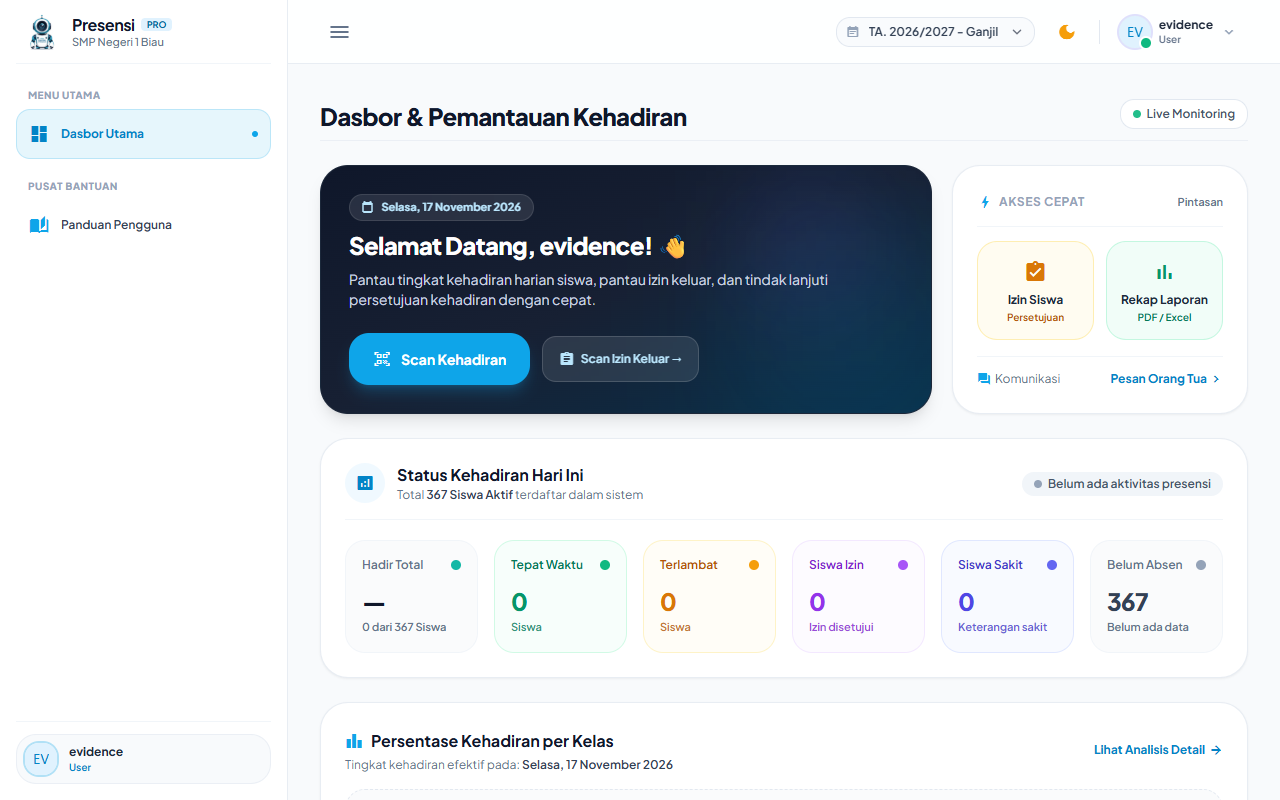 Presensi PRO
SMP Negeri 1 Biau
MENU UTAMA
Dasbor Utama
PUSAT BANTUAN
Panduan Pengguna
EV
evidence
User
TA. 2026/2027 - Ganjil
EV
evidence
User
Dasbor & Pemantauan Kehadiran
Live Monitoring
Selasa, 17 November 2026
Selamat Datang, evidence! 👋
Pantau tingkat kehadiran harian siswa, pantau izin keluar, dan tindak lanjuti
persetujuan kehadiran dengan cepat.
Scan Kehadiran
Scan Izin Keluar →
AKSES CEPAT
Pintasan
Izin Siswa
Persetujuan
Rekap Laporan
PDF / Excel
Komunikasi
Pesan Orang Tua
Status Kehadiran Hari Ini
Total 367 Siswa Aktif terdaftar dalam sistem
Belum ada aktivitas presensi
Hadir Total
—
0 dari 367 Siswa
Tepat Waktu
0
Siswa
Terlambat
0
Siswa
Siswa Izin
0
Izin disetujui
Siswa Sakit
0
Keterangan sakit
Belum Absen
367
Belum ada data
Persentase Kehadiran per Kelas
Tingkat kehadiran efektif pada: Selasa, 17 November 2026
Lihat Analisis Detail →